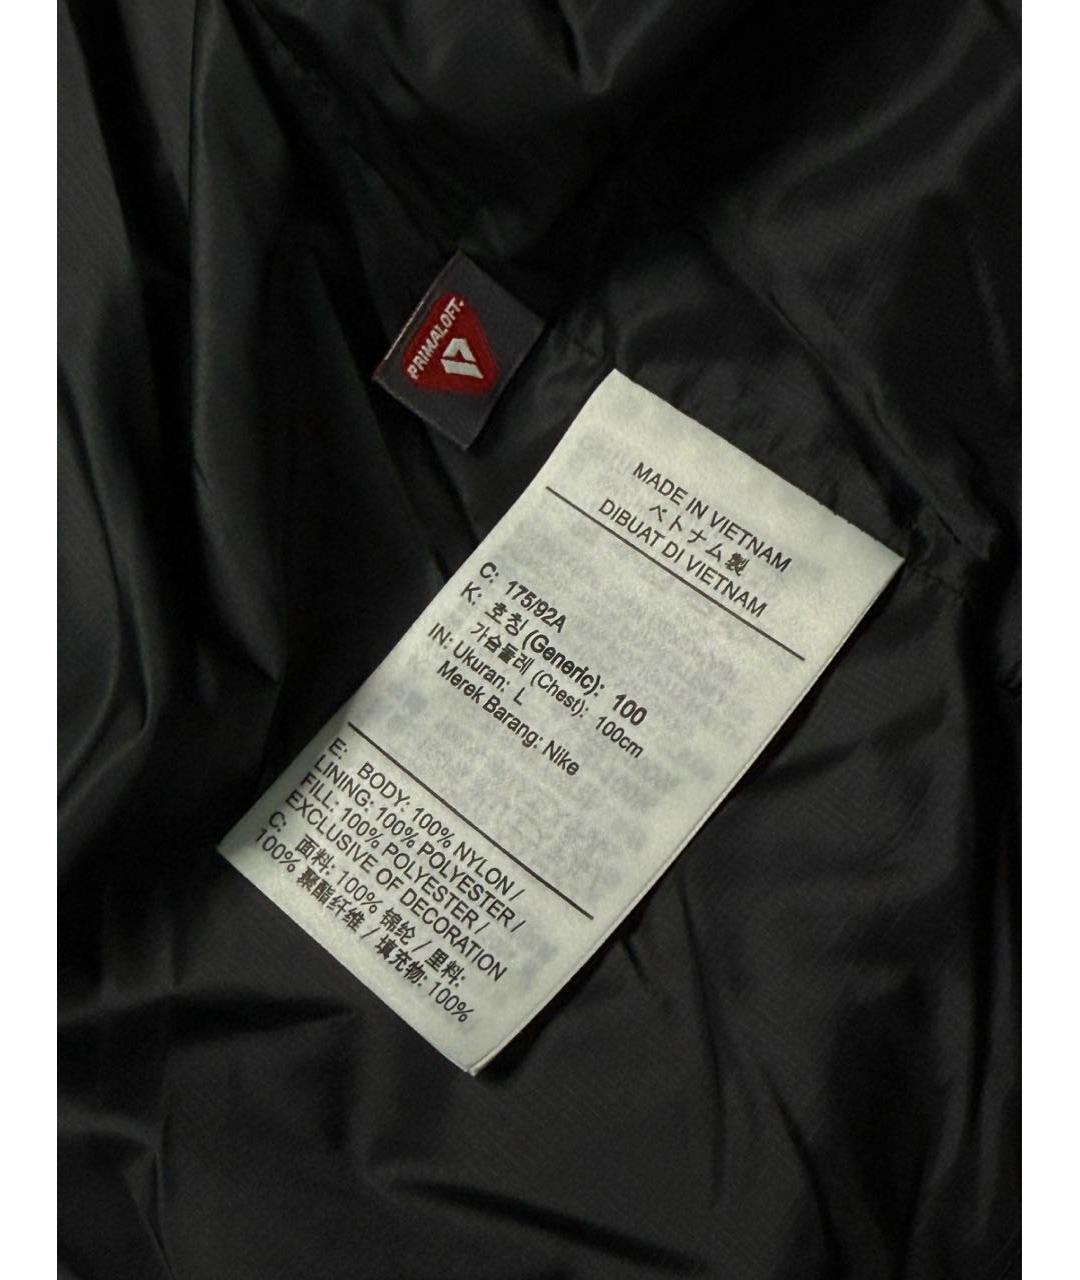 PRIMALOFT
MADE IN VIETNAM
ベトナム製
DIBUAT DI VIETNAM
C: 175/92A
K: 호칭 (Generic): 100
가슴둘레 (Chest): 100cm
IN: Ukuran: L
Merek Barang: Nike
E: BODY: 100% NYLON /
LINING: 100% POLYESTER /
FILL: 100% POLYESTER /
EXCLUSIVE OF DECORATION
C: 面料: 100% 锦纶 / 里料:
100% 聚酯纤维 / 填充物: 100%